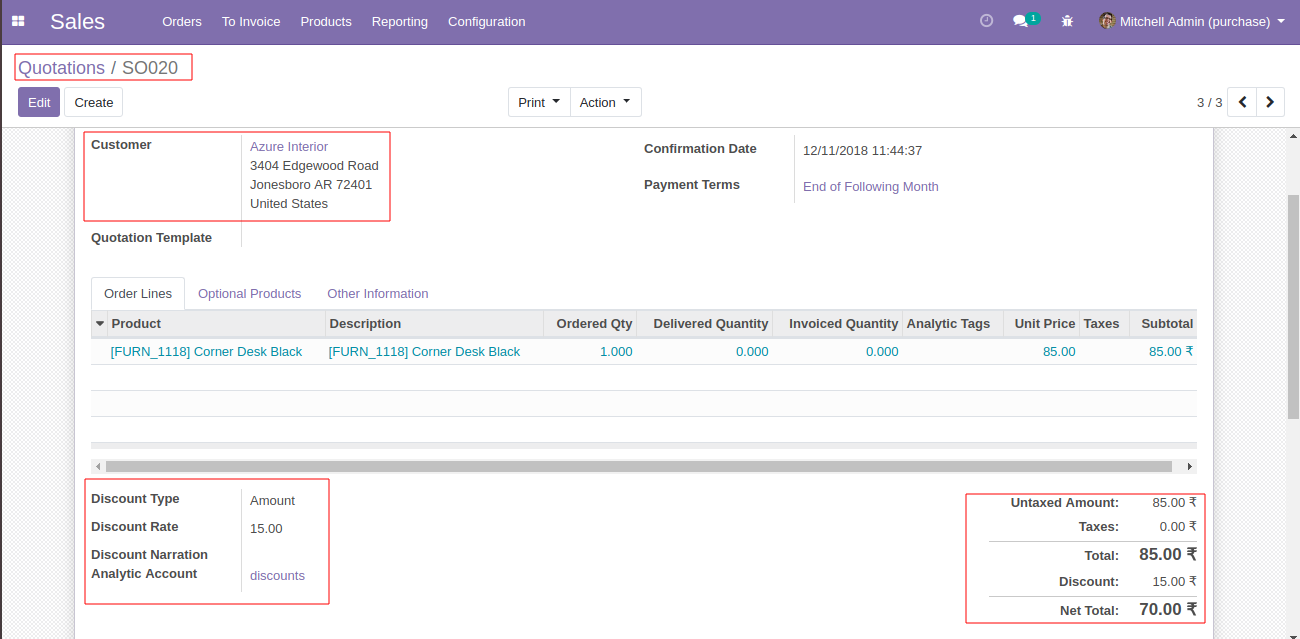 Sales Orders To Invoice Products Reporting Configuration 1 Mitchell Admin (purchase)
Quotations / SO020
Edit Create Print Action 3 / 3
Customer Azure Interior
3404 Edgewood Road
Jonesboro AR 72401
United States
Confirmation Date 12/11/2018 11:44:37
Payment Terms End of Following Month
Quotation Template
Order Lines Optional Products Other Information
Product Description Ordered Qty Delivered Quantity Invoiced Quantity Analytic Tags Unit Price Taxes Subtotal
[FURN_1118] Corner Desk Black [FURN_1118] Corner Desk Black 1.000 0.000 0.000 85.00 85.00 ₹
Discount Type Amount
Discount Rate 15.00
Discount Narration
Analytic Account discounts
Untaxed Amount: 85.00 ₹
Taxes: 0.00 ₹
Total: 85.00 ₹
Discount: 15.00 ₹
Net Total: 70.00 ₹